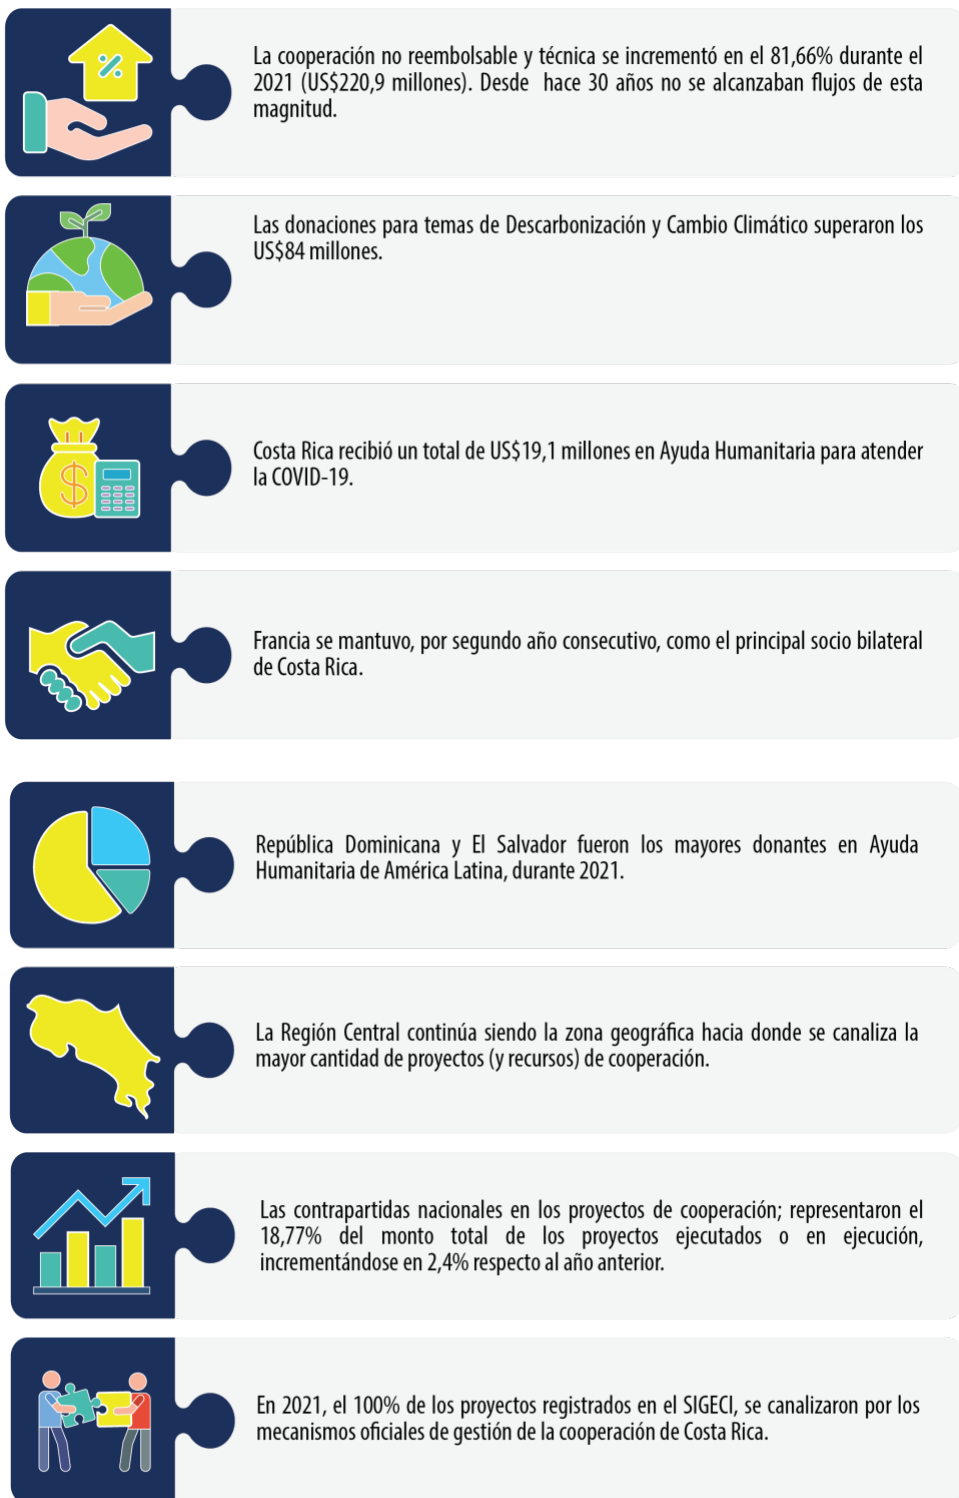 La cooperación no reembolsable y técnica se incrementó en el 81,66% durante el
2021 (US$220,9 millones). Desde hace 30 años no se alcanzaban flujos de esta
magnitud.
Las donaciones para temas de Descarbonización y Cambio Climático superaron los
US$84 millones.
Costa Rica recibió un total de US$19,1 millones en Ayuda Humanitaria para atender
la COVID-19.
Francia se mantuvo, por segundo año consecutivo, como el principal socio bilateral
de Costa Rica.
República Dominicana y El Salvador fueron los mayores donantes en Ayuda
Humanitaria de América Latina, durante 2021.
La Región Central continúa siendo la zona geográfica hacia donde se canaliza la
mayor cantidad de proyectos (y recursos) de cooperación.
Las contrapartidas nacionales en los proyectos de cooperación; representaron el
18,77% del monto total de los proyectos ejecutados o en ejecución,
incrementándose en 2,4% respecto al año anterior.
En 2021, el 100% de los proyectos registrados en el SIGECI, se canalizaron por los
mecanismos oficiales de gestión de la cooperación de Costa Rica.